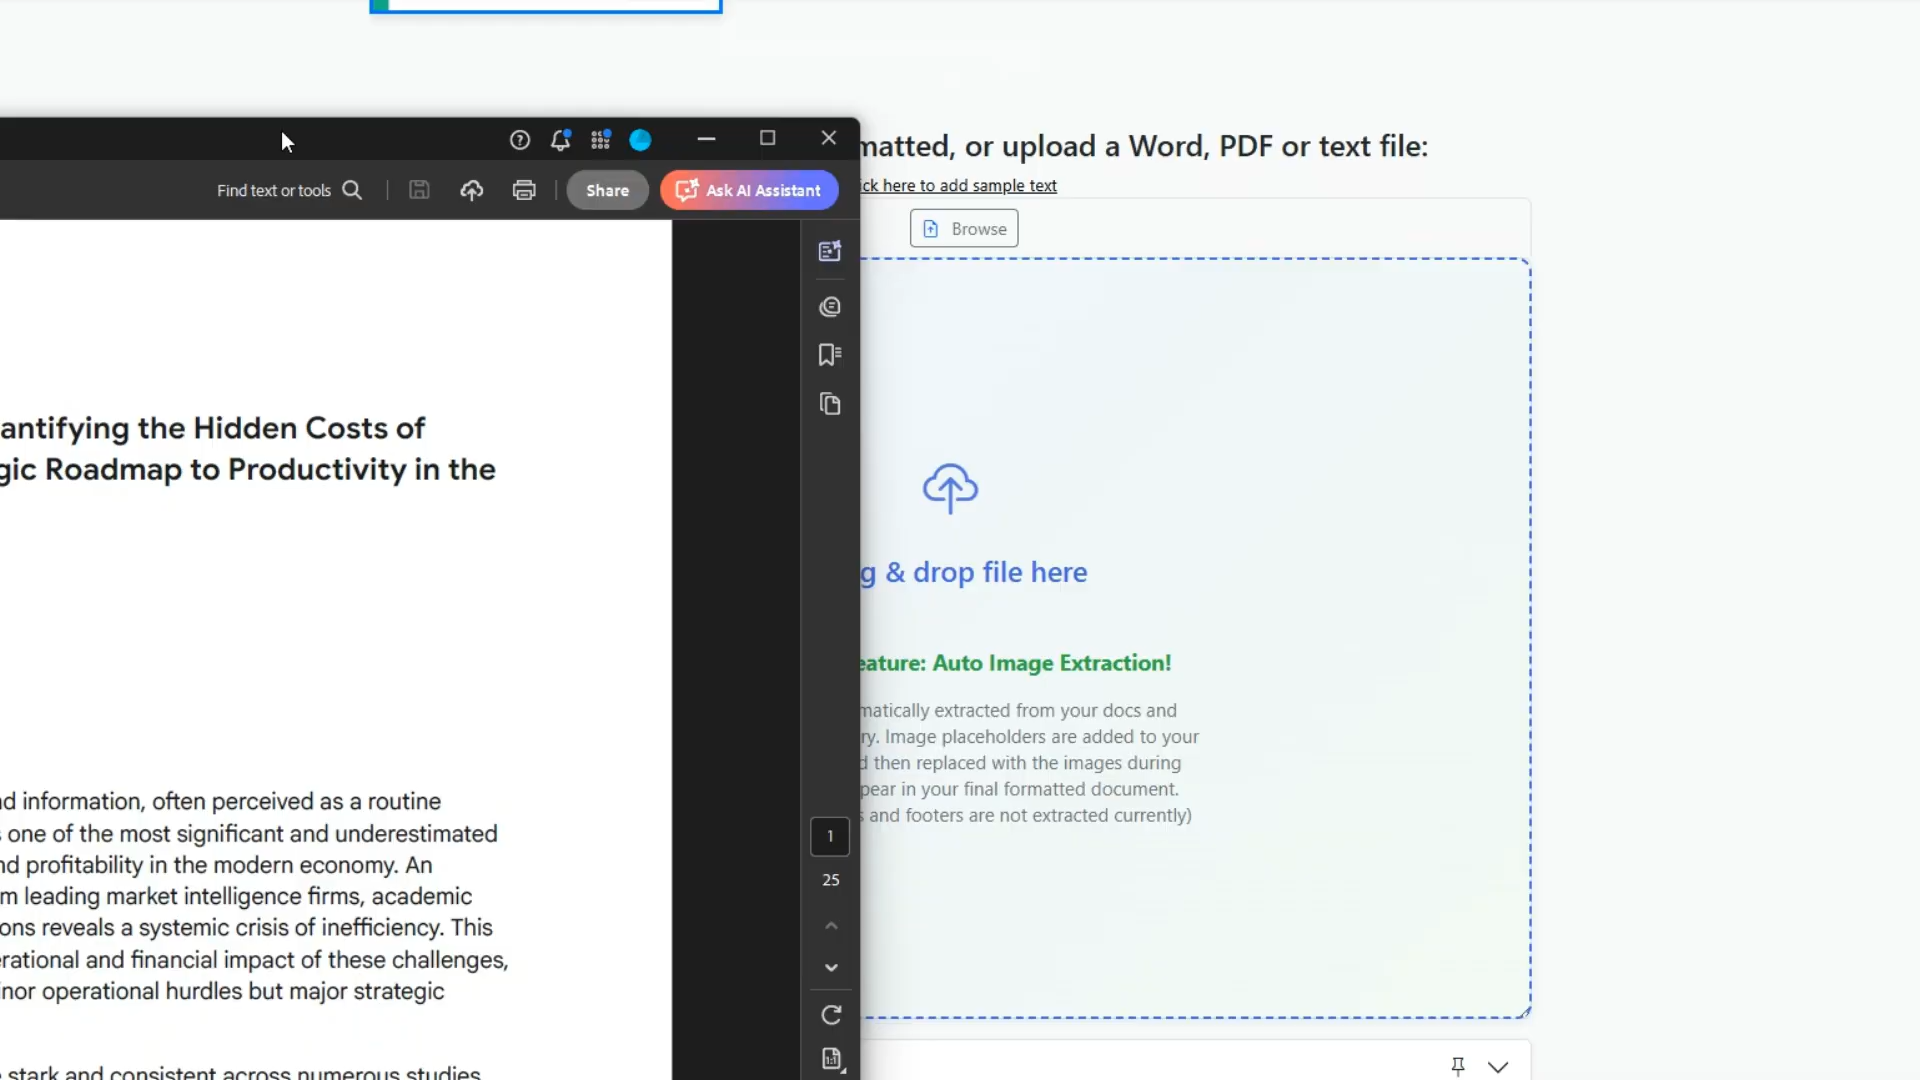 Find text or tools
Share
Ask AI Assistant
antifying the Hidden Costs of
gic Roadmap to Productivity in the
d information, often perceived as a routine
one of the most significant and underestimated
nd profitability in the modern economy. An
m leading market intelligence firms, academic
ons reveals a systemic crisis of inefficiency. This
erational and financial impact of these challenges,
inor operational hurdles but major strategic
stark and consistent across numerous studies
1
25
matted, or upload a Word, PDF or text file:
ck here to add sample text
Browse
g & drop file here
eature: Auto Image Extraction!
matically extracted from your docs and
ry. Image placeholders are added to your
d then replaced with the images during
pear in your final formatted document.
s and footers are not extracted currently)